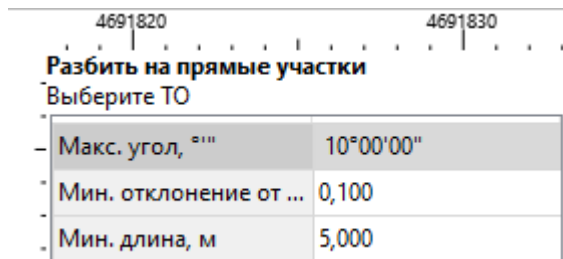 4691820 4691830
Разбить на прямые участки
Выберите ТО
Макс. угол, °'" 10°00'00"
Мин. отклонение от ... 0,100
Мин. длина, м 5,000